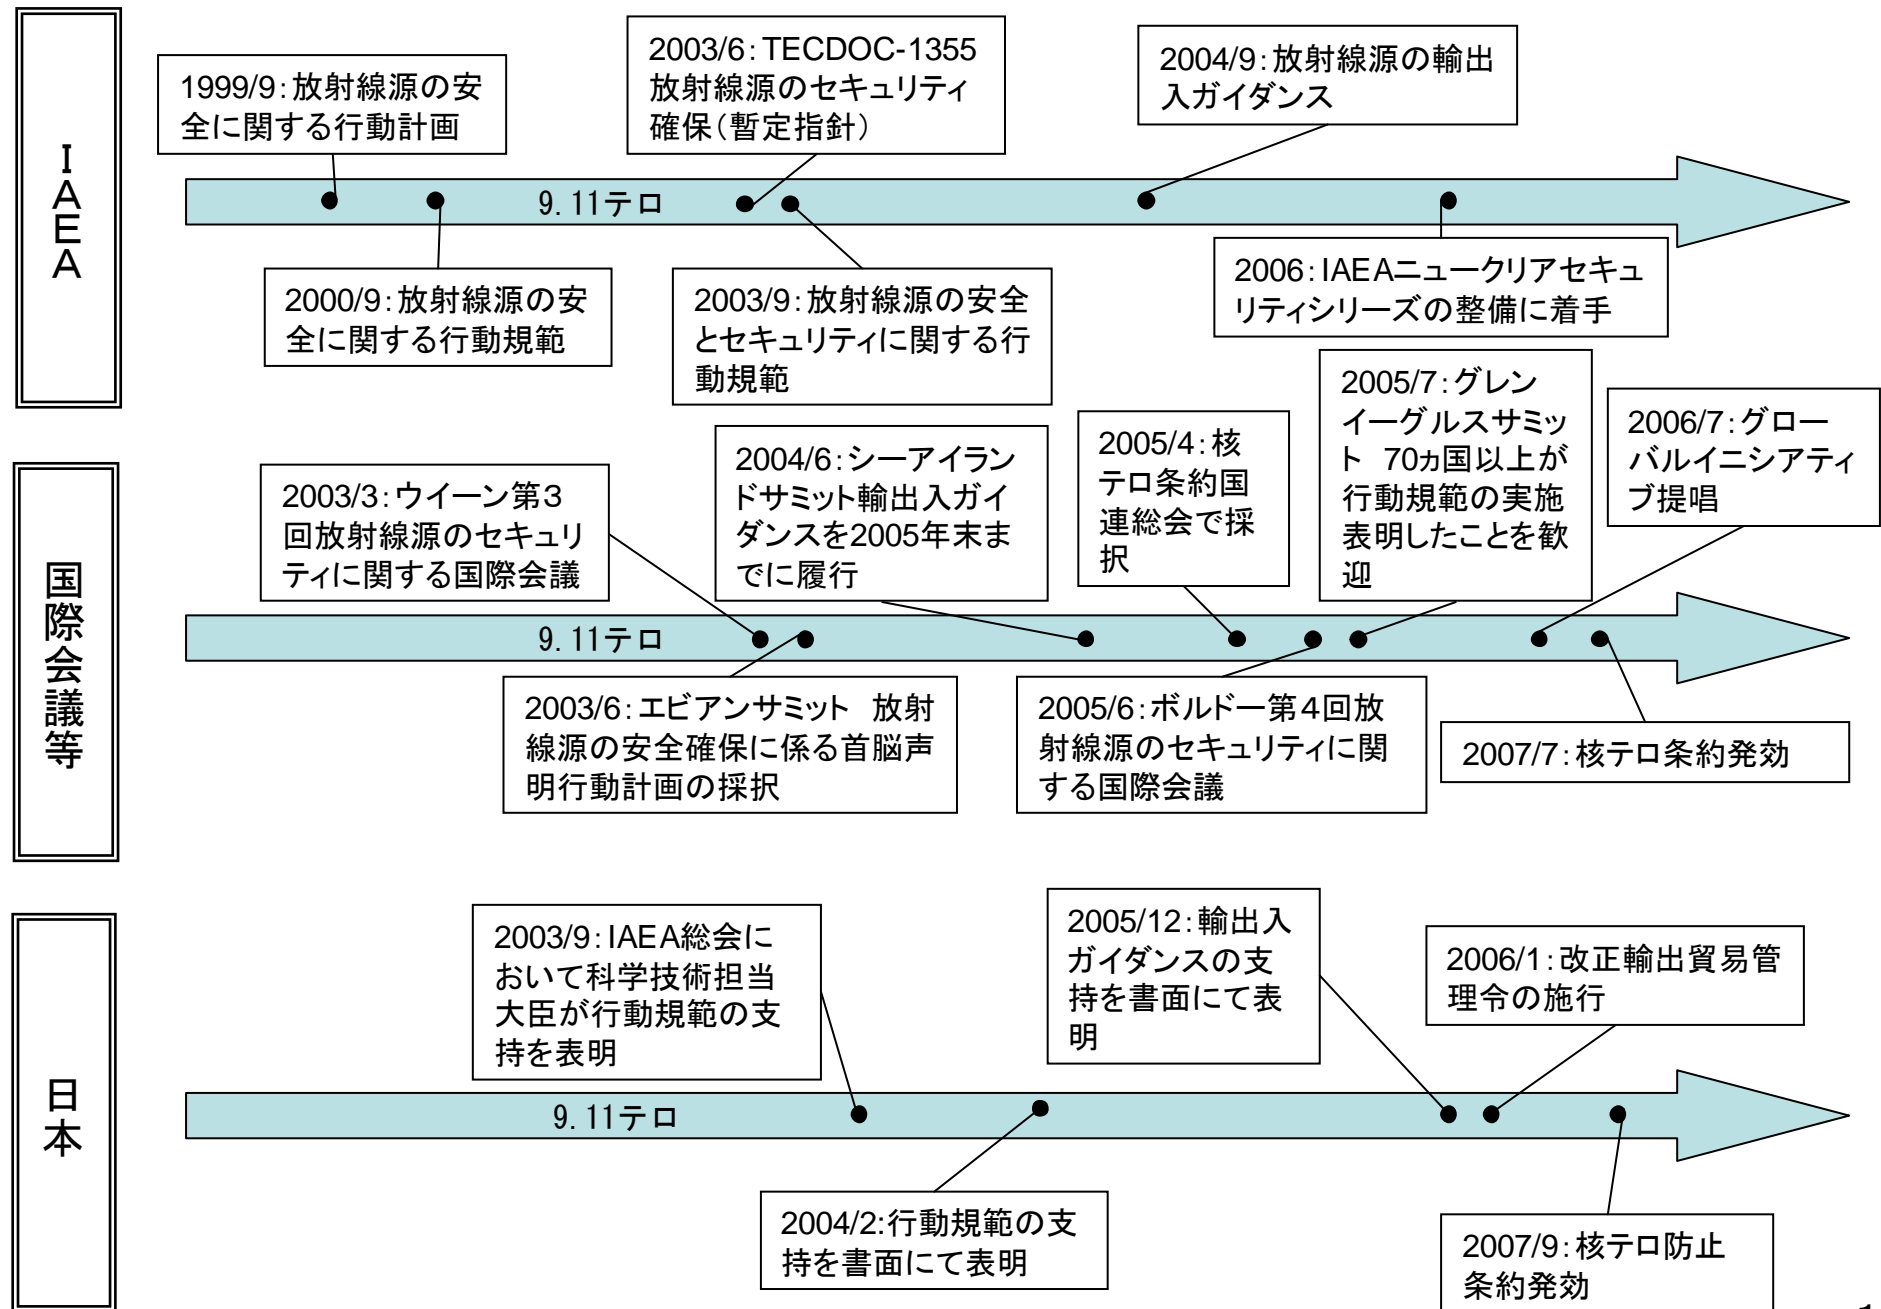 IAEA
1999/9：放射線源の安
全に関する行動計画
2003/6：TECDOC-1355
放射線源のセキュリティ
確保（暫定指針）
2004/9：放射線源の輸出
入ガイダンス
9.11テロ
2000/9：放射線源の安
全に関する行動規範
2003/9：放射線源の安全
とセキュリティに関する行
動規範
2006：IAEAニュークリアセキュ
リティシリーズの整備に着手
国際会議等
2003/3：ウイーン第３
回放射線源のセキュリ
ティに関する国際会議
2004/6：シーアイラン
ドサミット輸出入ガイ
ダンスを2005年末ま
でに履行
2005/4：核
テロ条約国
連総会で採
択
2005/7：グレン
イーグルスサミッ
ト　70ヵ国以上が
行動規範の実施
表明したことを歓
迎
2006/7：グロー
バルイニシアティ
ブ提唱
9.11テロ
2003/6：エビアンサミット　放射
線源の安全確保に係る首脳声
明行動計画の採択
2005/6：ボルドー第４回放
射線源のセキュリティに関
する国際会議
2007/7：核テロ条約発効
日本
2003/9：IAEA総会に
おいて科学技術担当
大臣が行動規範の支
持を表明
2005/12：輸出入
ガイダンスの支
持を書面にて表
明
2006/1：改正輸出貿易管
理令の施行
9.11テロ
2004/2:行動規範の支
持を書面にて表明
2007/9：核テロ防止
条約発効